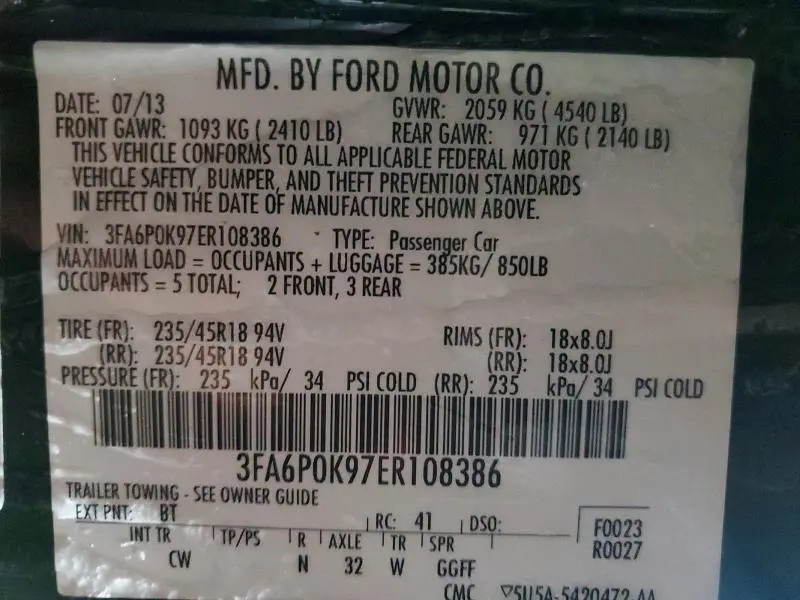 MFD. BY FORD MOTOR CO.
DATE: 07/13 GVWR: 2059 KG ( 4540 LB)
FRONT GAWR: 1093 KG ( 2410 LB) REAR GAWR: 971 KG ( 2140 LB)
THIS VEHICLE CONFORMS TO ALL APPLICABLE FEDERAL MOTOR
VEHICLE SAFETY, BUMPER, AND THEFT PREVENTION STANDARDS
IN EFFECT ON THE DATE OF MANUFACTURE SHOWN ABOVE.
VIN: 3FA6P0K97ER108386 TYPE: Passenger Car
MAXIMUM LOAD = OCCUPANTS + LUGGAGE = 385KG/ 850LB
OCCUPANTS = 5 TOTAL; 2 FRONT, 3 REAR
TIRE (FR): 235/45R18 94V RIMS (FR): 18x8.0J
(RR): 235/45R18 94V (RR): 18x8.0J
PRESSURE (FR): 235 kPa/ 34 PSI COLD (RR): 235 kPa/ 34 PSI COLD
3FA6P0K97ER108386
TRAILER TOWING - SEE OWNER GUIDE
EXT PNT: BT RC: 41 DSO: F0023
INT TR TP/PS R AXLE TR SPR R0027
CW N 32 W GGFF
CMC ▽5U5A-5420472-AA